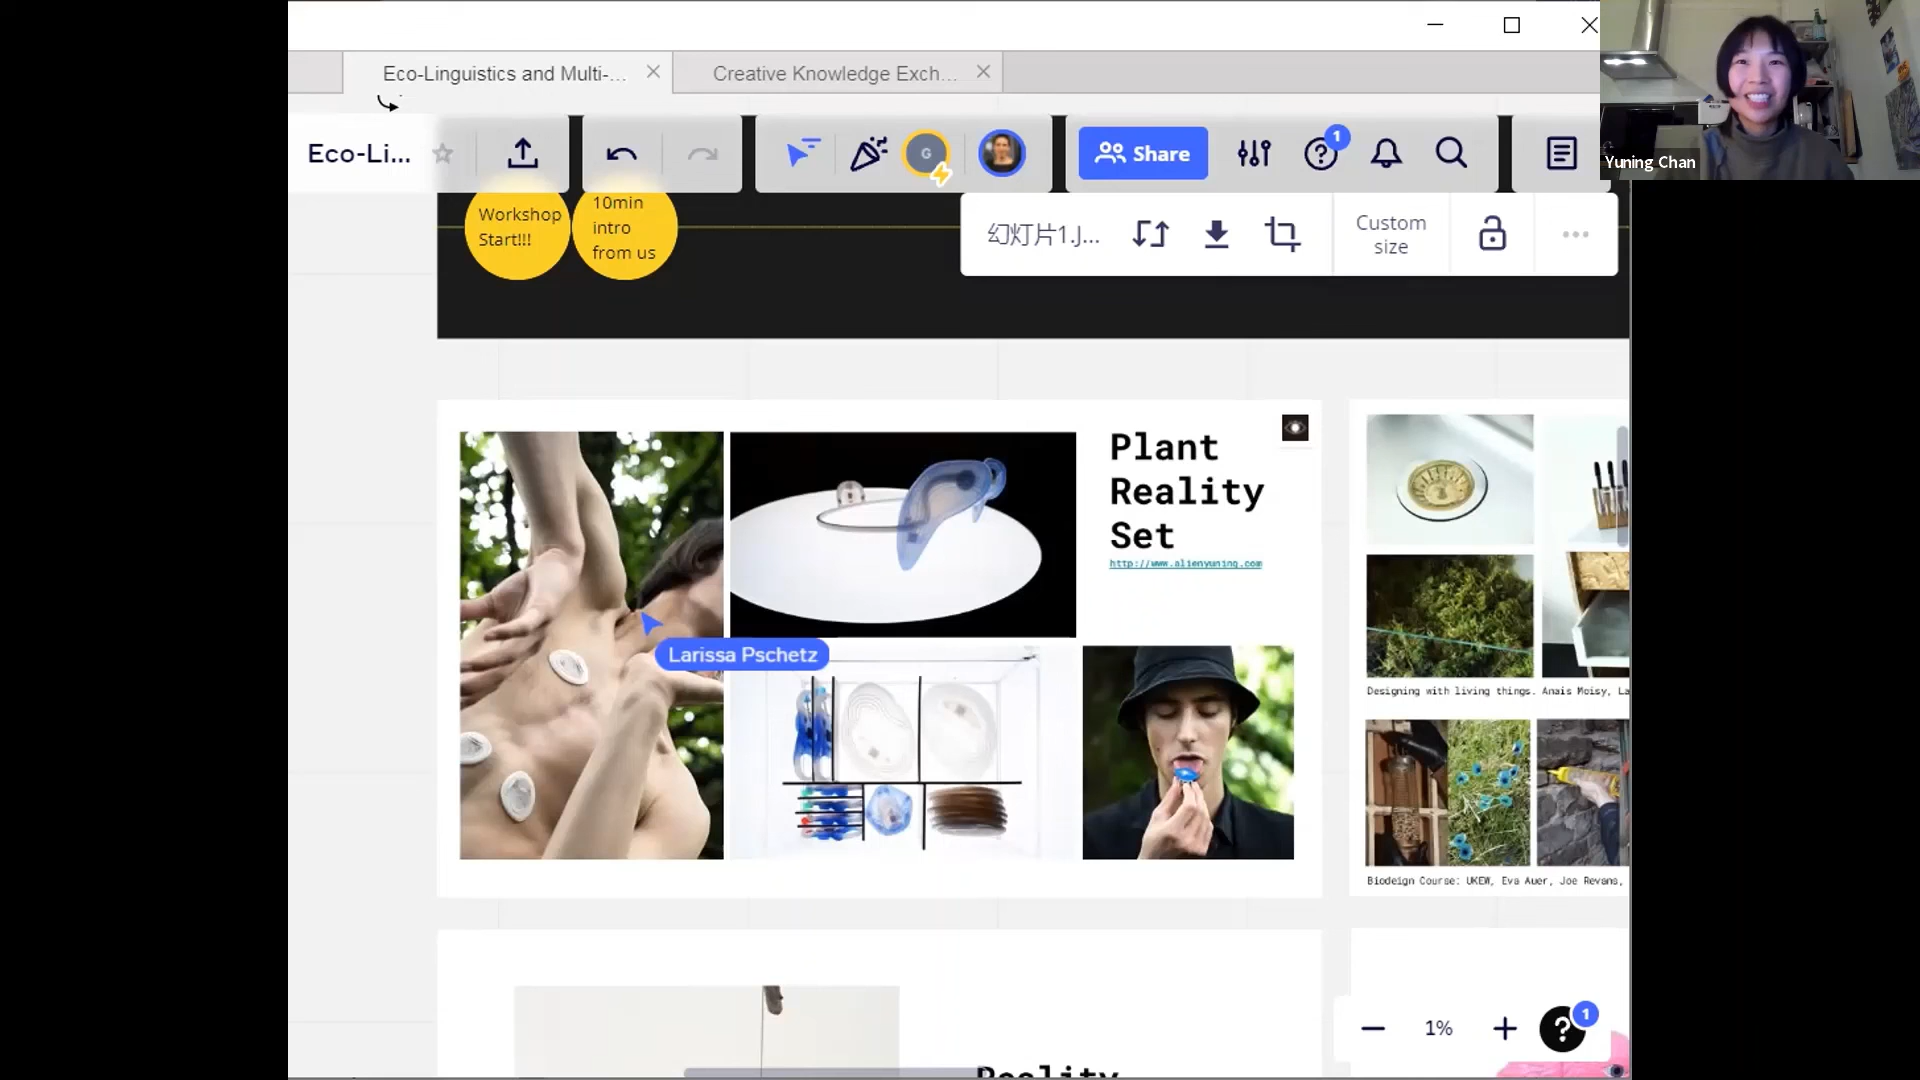 Eco-Linguistics and Multi-...
Creative Knowledge Exch...
Eco-Li...
G
Share
1
Yuning Chan
Workshop
Start!!!
10min
intro
from us
幻灯片1.J...
Custom
size
Plant
Reality
Set
http://www.alienyuning.com
Larissa Pschetz
Designing with living things. Anais Moisy, La
Biodeign Course: UKEW, Eva Auer, Joe Revans,
Reality
1%
?
1